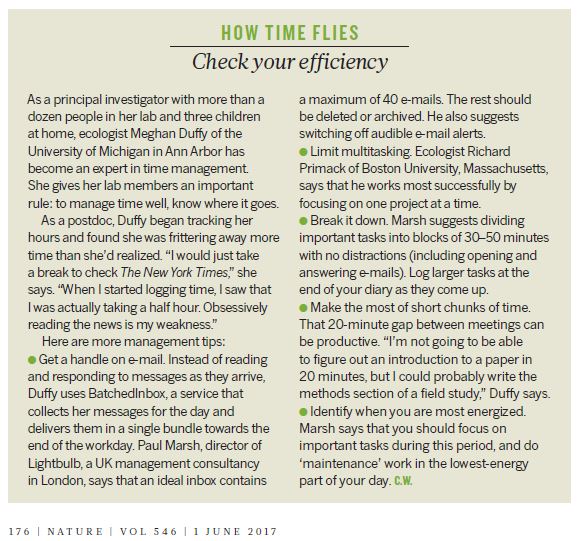 HOW TIME FLIES
Check your efficiency
As a principal investigator with more than a
dozen people in her lab and three children
at home, ecologist Meghan Duffy of the
University of Michigan in Ann Arbor has
become an expert in time management.
She gives her lab members an important
rule: to manage time well, know where it goes.
As a postdoc, Duffy began tracking her
hours and found she was frittering away more
time than she’d realized. “I would just take
a break to check The New York Times,” she
says. “When I started logging time, I saw that
I was actually taking a half hour. Obsessively
reading the news is my weakness.”
Here are more management tips:
● Get a handle on e-mail. Instead of reading
and responding to messages as they arrive,
Duffy uses BatchedInbox, a service that
collects her messages for the day and
delivers them in a single bundle towards the
end of the workday. Paul Marsh, director of
Lightbulb, a UK management consultancy
in London, says that an ideal inbox contains
a maximum of 40 e-mails. The rest should
be deleted or archived. He also suggests
switching off audible e-mail alerts.
● Limit multitasking. Ecologist Richard
Primack of Boston University, Massachusetts,
says that he works most successfully by
focusing on one project at a time.
● Break it down. Marsh suggests dividing
important tasks into blocks of 30–50 minutes
with no distractions (including opening and
answering e-mails). Log larger tasks at the
end of your diary as they come up.
● Make the most of short chunks of time.
That 20-minute gap between meetings can
be productive. “I’m not going to be able
to figure out an introduction to a paper in
20 minutes, but I could probably write the
methods section of a field study,” Duffy says.
● Identify when you are most energized.
Marsh says that you should focus on
important tasks during this period, and do
‘maintenance’ work in the lowest-energy
part of your day. C.W.
176 | NATURE | VOL 546 | 1 JUNE 2017